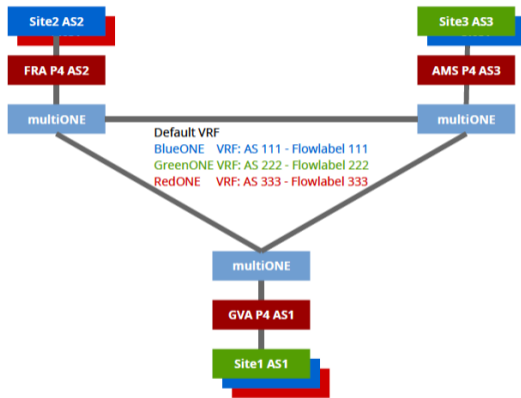 Site2 AS2
Site3 AS3
FRA P4 AS2
AMS P4 AS3
multiONE
multiONE
Default VRF
BlueONE VRF: AS 111 - Flowlabel 111
GreenONE VRF: AS 222 - Flowlabel 222
RedONE VRF: AS 333 - Flowlabel 333
multiONE
GVA P4 AS1
Site1 AS1